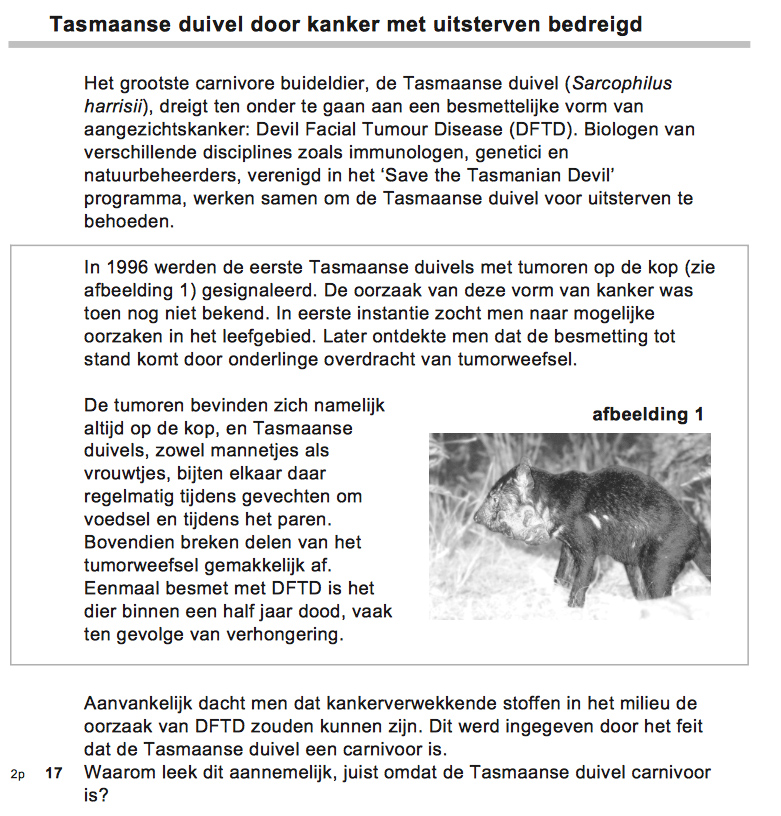 Tasmaanse duivel door kanker met uitsterven bedreigd
Het grootste carnivore buideldier, de Tasmaanse duivel (Sarcophilus
harrisii), dreigt ten onder te gaan aan een besmettelijke vorm van
aangezichtskanker: Devil Facial Tumour Disease (DFTD). Biologen van
verschillende disciplines zoals immunologen, genetici en
natuurbeheerders, verenigd in het ‘Save the Tasmanian Devil’
programma, werken samen om de Tasmaanse duivel voor uitsterven te
behoeden.
In 1996 werden de eerste Tasmaanse duivels met tumoren op de kop (zie
afbeelding 1) gesignaleerd. De oorzaak van deze vorm van kanker was
toen nog niet bekend. In eerste instantie zocht men naar mogelijke
oorzaken in het leefgebied. Later ontdekte men dat de besmetting tot
stand komt door onderlinge overdracht van tumorweefsel.
De tumoren bevinden zich namelijk
altijd op de kop, en Tasmaanse
duivels, zowel mannetjes als
vrouwtjes, bijten elkaar daar
regelmatig tijdens gevechten om
voedsel en tijdens het paren.
Bovendien breken delen van het
tumorweefsel gemakkelijk af.
Eenmaal besmet met DFTD is het
dier binnen een half jaar dood, vaak
ten gevolge van verhongering.
afbeelding 1
Aanvankelijk dacht men dat kankerverwekkende stoffen in het milieu de
oorzaak van DFTD zouden kunnen zijn. Dit werd ingegeven door het feit
dat de Tasmaanse duivel een carnivoor is.
2p 17 Waarom leek dit aannemelijk, juist omdat de Tasmaanse duivel carnivoor
is?